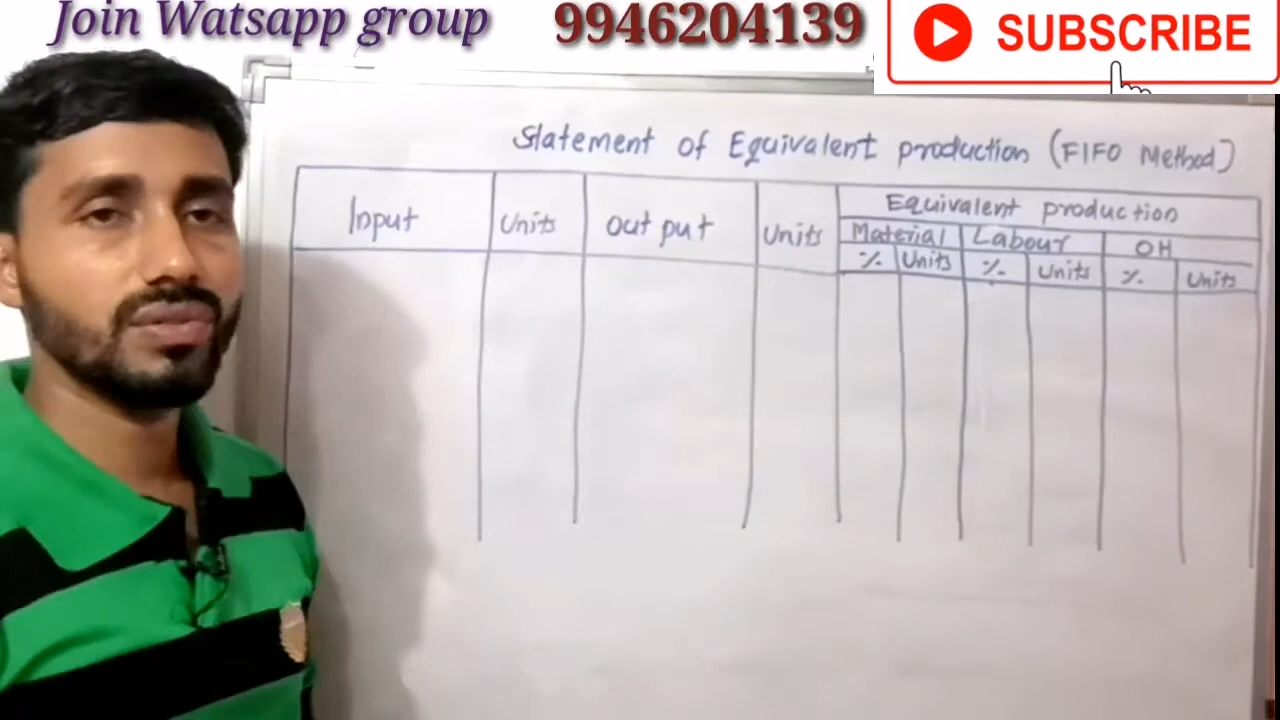 Join Watsapp group 9946204139 SUBSCRIBE
Statement of Equivalent production (FIFO Method)
Input Units Out put Units Equivalent production
Material Labour OH
% Units % Units % Units